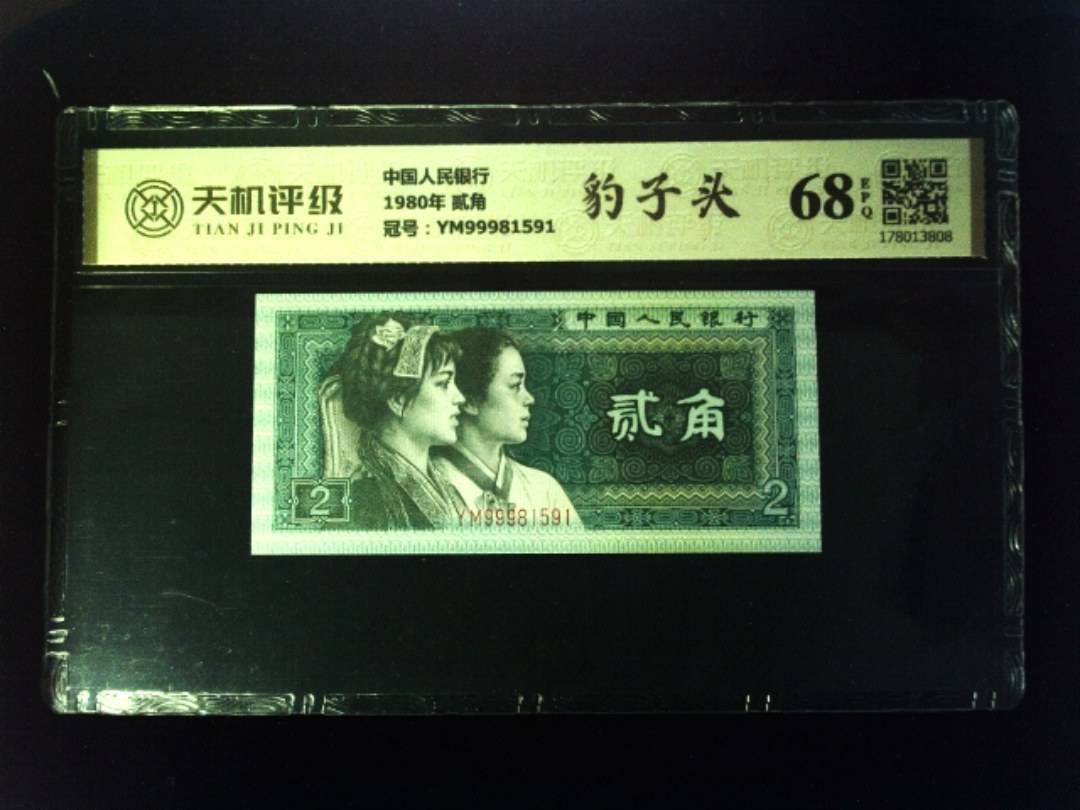 天机评级
TIAN JI PING JI
中国人民银行
1980年 贰角
冠号：YM99981591
豹子头
68
EPQ
178013808
中国人民银行
贰角
2
2
YM99981591